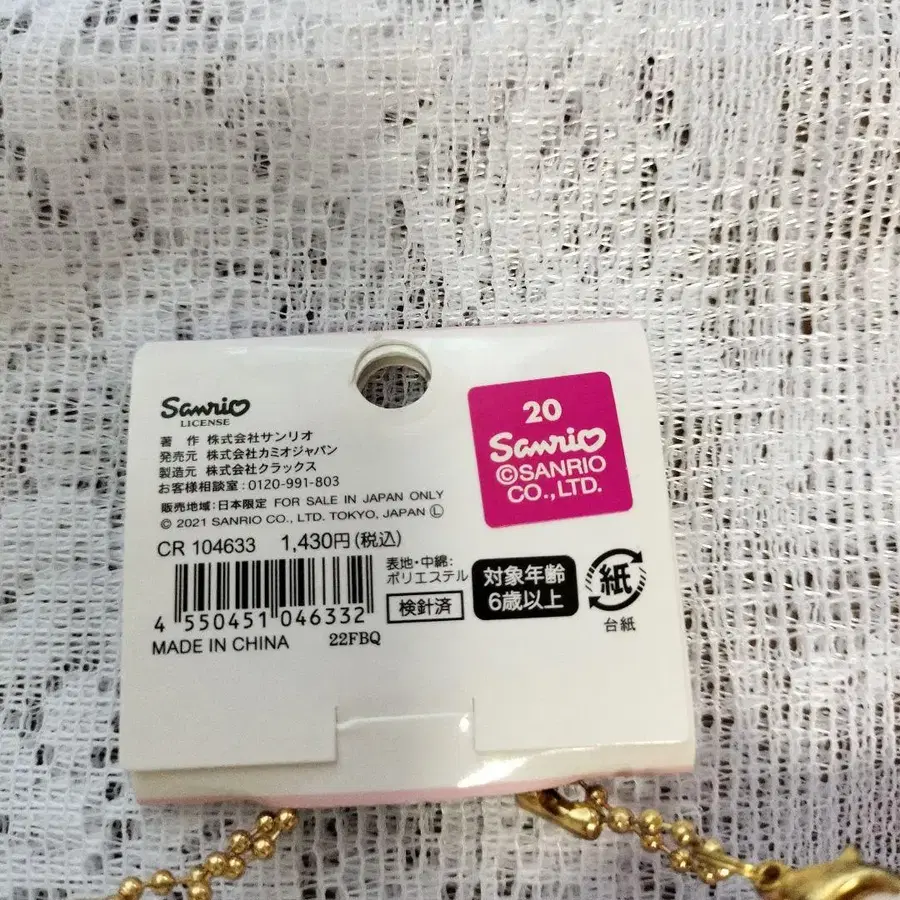 Sanrio
LICENSE
著 作 株式会社サンリオ
発売元 株式会社カミオジャパン
製造元 株式会社クラックス
お客様相談室:0120-991-803
販売地域:日本限定 FOR SALE IN JAPAN ONLY
© 2021 SANRIO CO., LTD. TOKYO, JAPAN Ⓛ
CR 104633 1,430円(税込)
4 550451 046332
MADE IN CHINA 22FBQ
表地・中綿:
ポリエステル
検針済
20
Sanrio
©SANRIO
CO., LTD.
対象年齢
6歳以上
紙
台紙